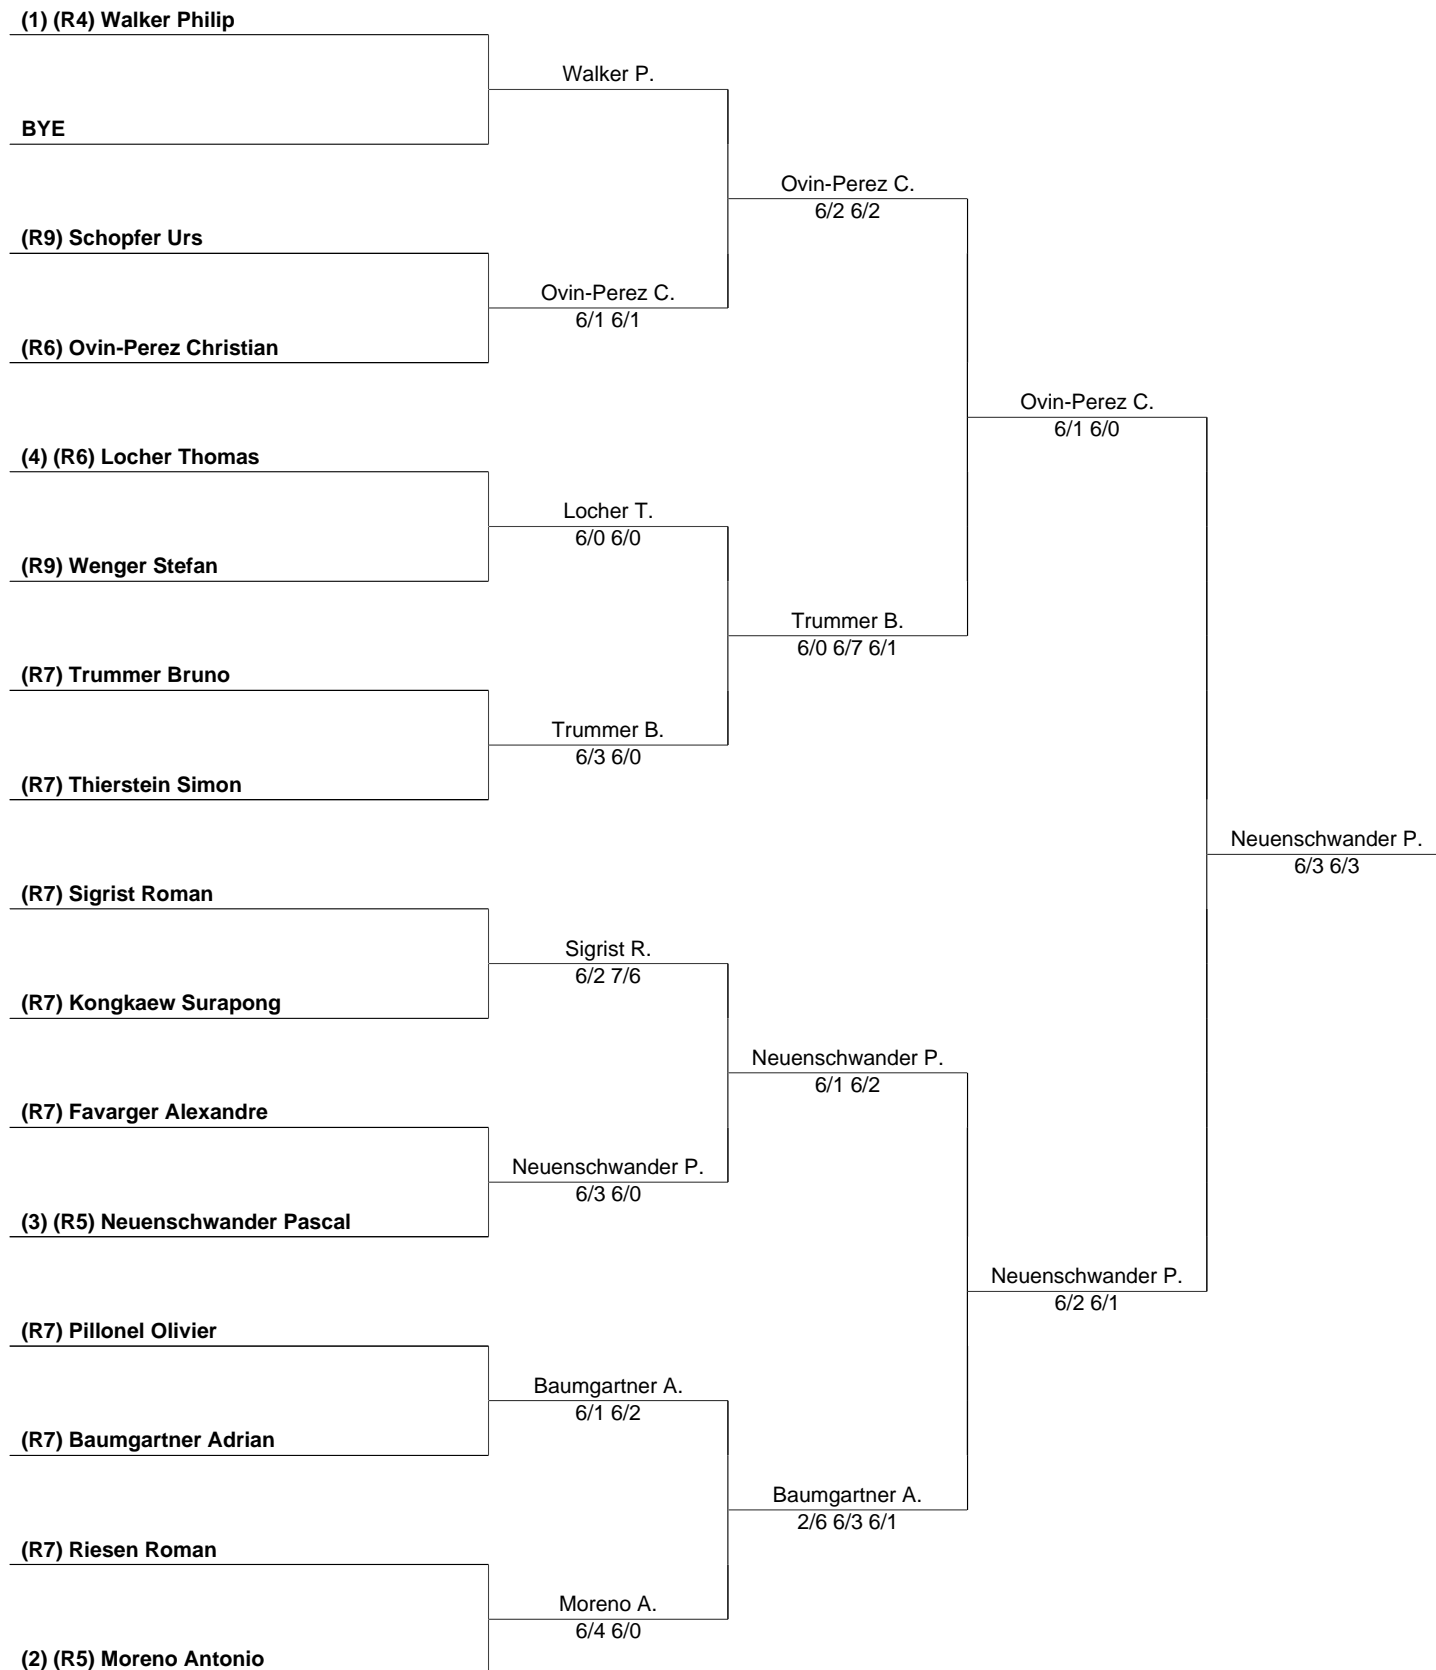 (1) (R4) Walker Philip
Walker P.
BYE
Ovin-Perez C.
6/2 6/2
(R9) Schopfer Urs
Ovin-Perez C.
6/1 6/1
(R6) Ovin-Perez Christian
Ovin-Perez C.
6/1 6/0
(4) (R6) Locher Thomas
Locher T.
6/0 6/0
(R9) Wenger Stefan
Trummer B.
6/0 6/7 6/1
(R7) Trummer Bruno
Trummer B.
6/3 6/0
(R7) Thierstein Simon
Neuenschwander P.
6/3 6/3
(R7) Sigrist Roman
Sigrist R.
6/2 7/6
(R7) Kongkaew Surapong
Neuenschwander P.
6/1 6/2
(R7) Favarger Alexandre
Neuenschwander P.
6/3 6/0
(3) (R5) Neuenschwander Pascal
Neuenschwander P.
6/2 6/1
(R7) Pillonel Olivier
Baumgartner A.
6/1 6/2
(R7) Baumgartner Adrian
Baumgartner A.
2/6 6/3 6/1
(R7) Riesen Roman
Moreno A.
6/4 6/0
(2) (R5) Moreno Antonio